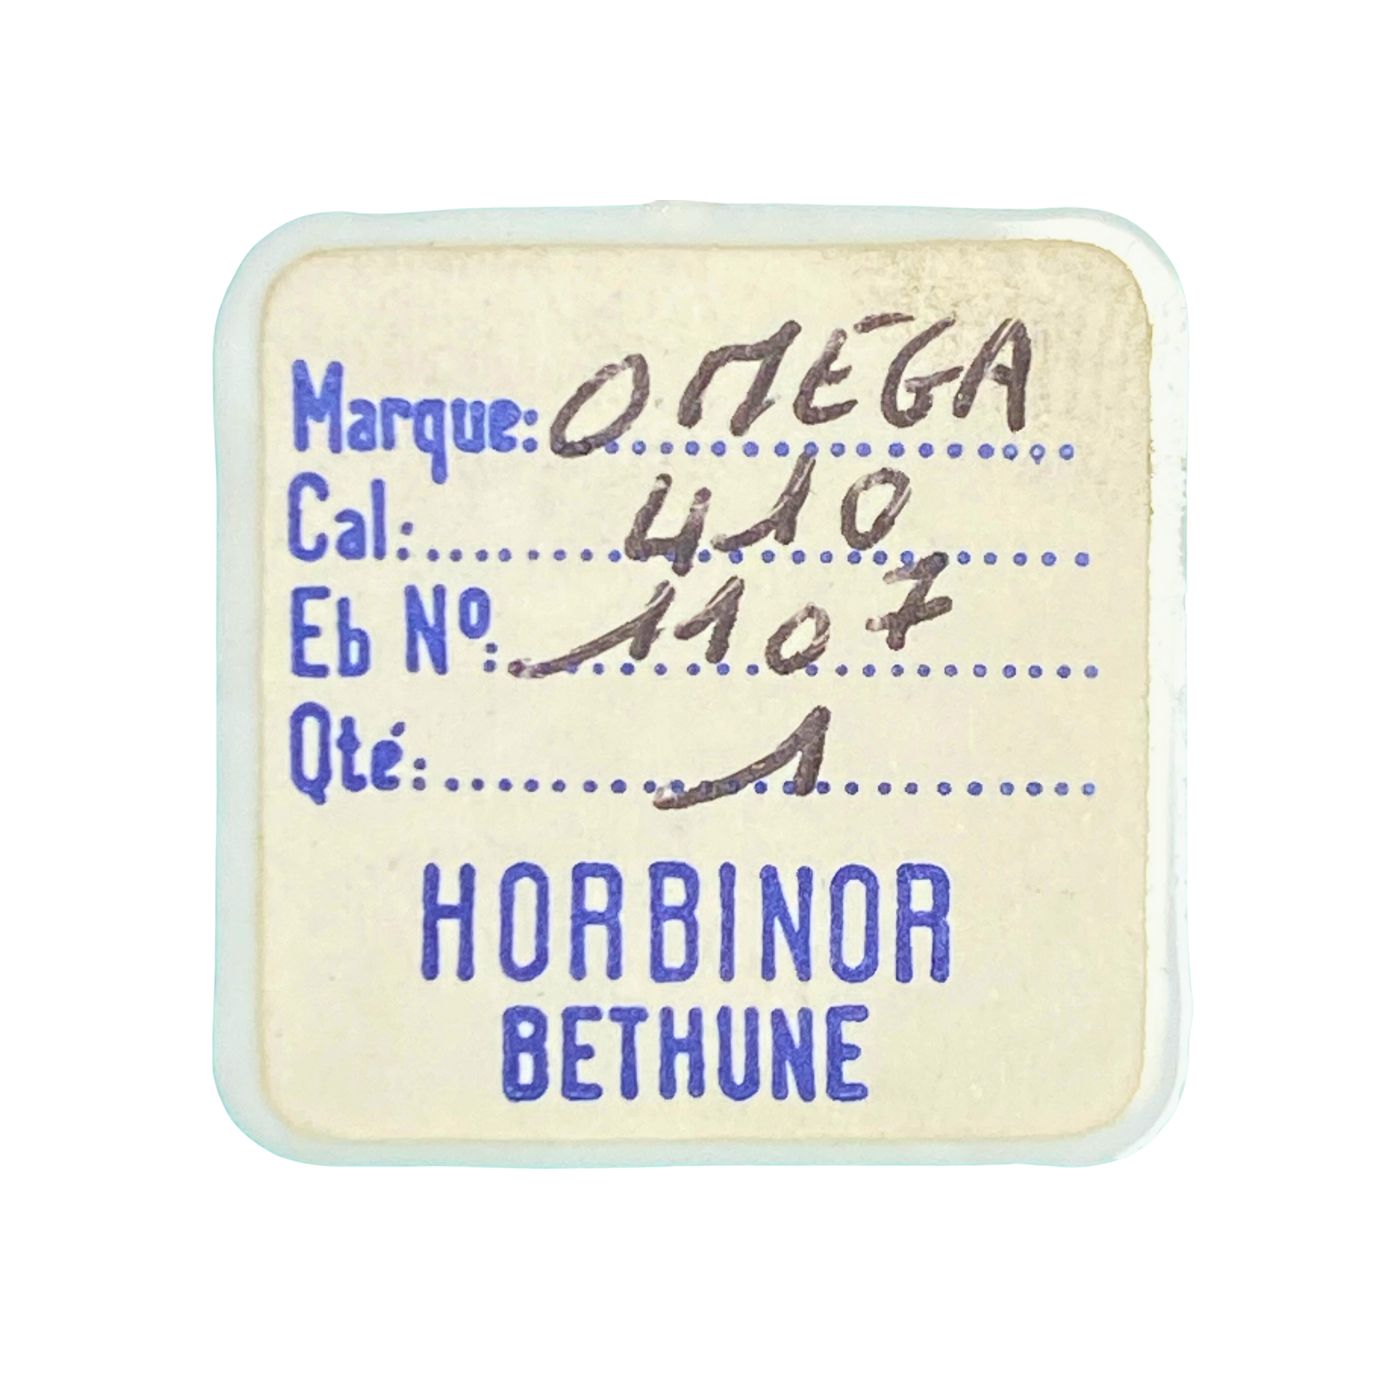 Marque: OMEGA
Cal: 410
Eb Nº: 1107
Qté: 1
HORBINOR
BETHUNE